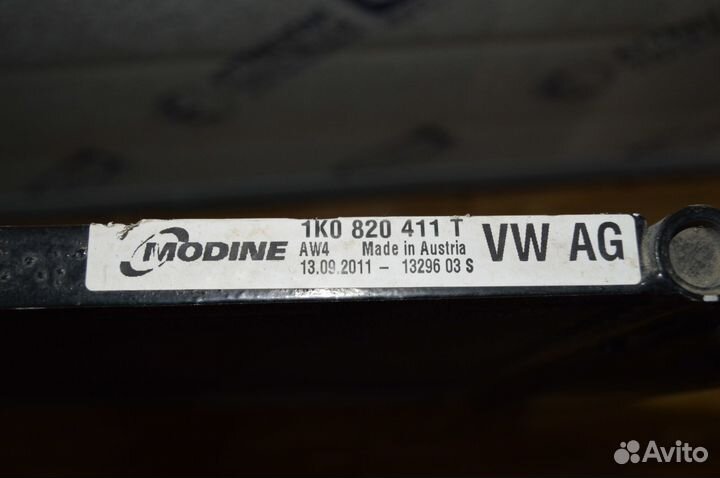 MODINE
1K0 820 411 T
AW4 Made in Austria
13.09.2011 – 13296 03 S
VW AG
Avito